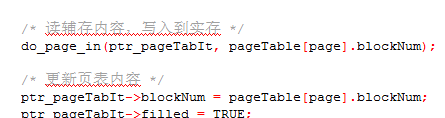 /* 读辅存内容，写入到实存 */
do_page_in(ptr_pageTabIt, pageTable[page].blockNum);
/* 更新页表内容 */
ptr_pageTabIt->blockNum = pageTable[page].blockNum;
ptr_pageTabIt->filled = TRUE;